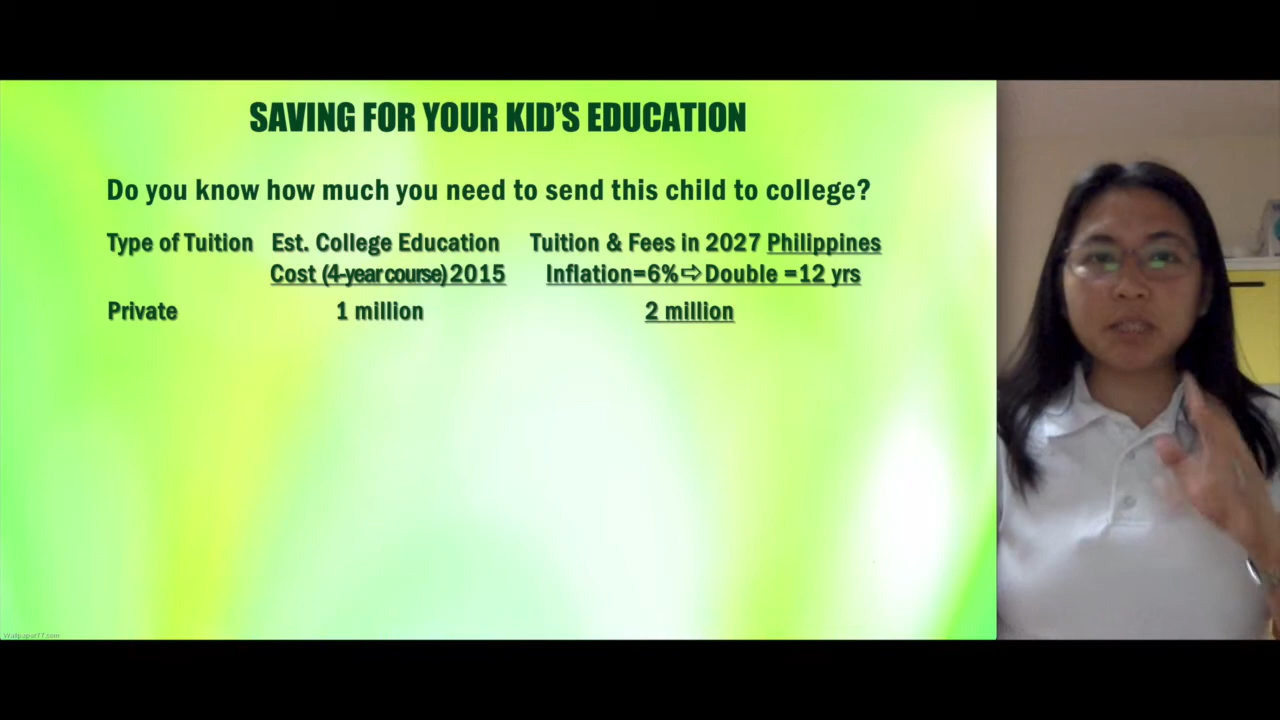 SAVING FOR YOUR KID'S EDUCATION
Do you know how much you need to send this child to college?
Type of Tuition Est. College Education Tuition & Fees in 2027 Philippines
Cost (4-year course) 2015 Inflation=6%⇨Double =12 yrs
Private 1 million 2 million
Wallpaper77.com